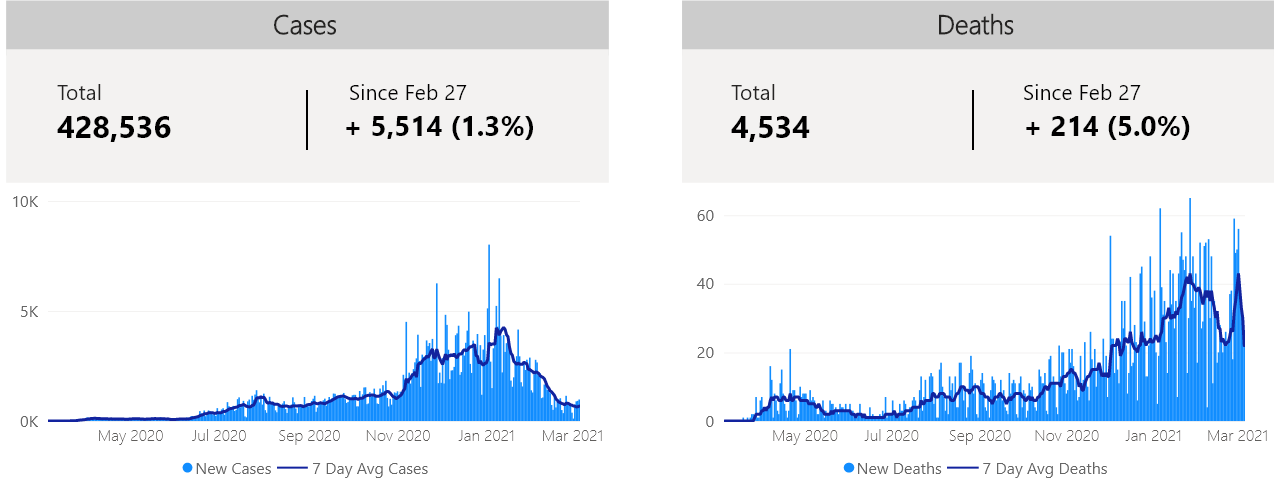 Cases
Total
428,536
Since Feb 27
+ 5,514 (1.3%)
10K
5K
0K
May 2020
Jul 2020
Sep 2020
Nov 2020
Jan 2021
Mar 2021
New Cases
7 Day Avg Cases
Deaths
Total
4,534
Since Feb 27
+ 214 (5.0%)
60
40
20
0
May 2020
Jul 2020
Sep 2020
Nov 2020
Jan 2021
Mar 2021
New Deaths
7 Day Avg Deaths